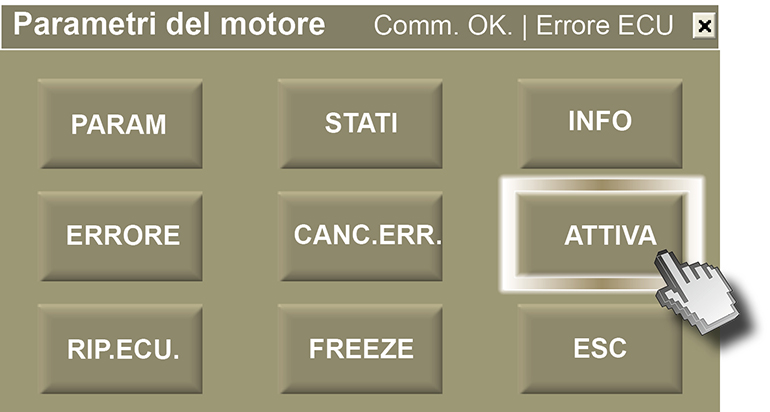 Parametri del motore Comm. OK. | Errore ECU
PARAM STATI INFO
ERRORE CANC.ERR. ATTIVA
RIP.ECU. FREEZE ESC